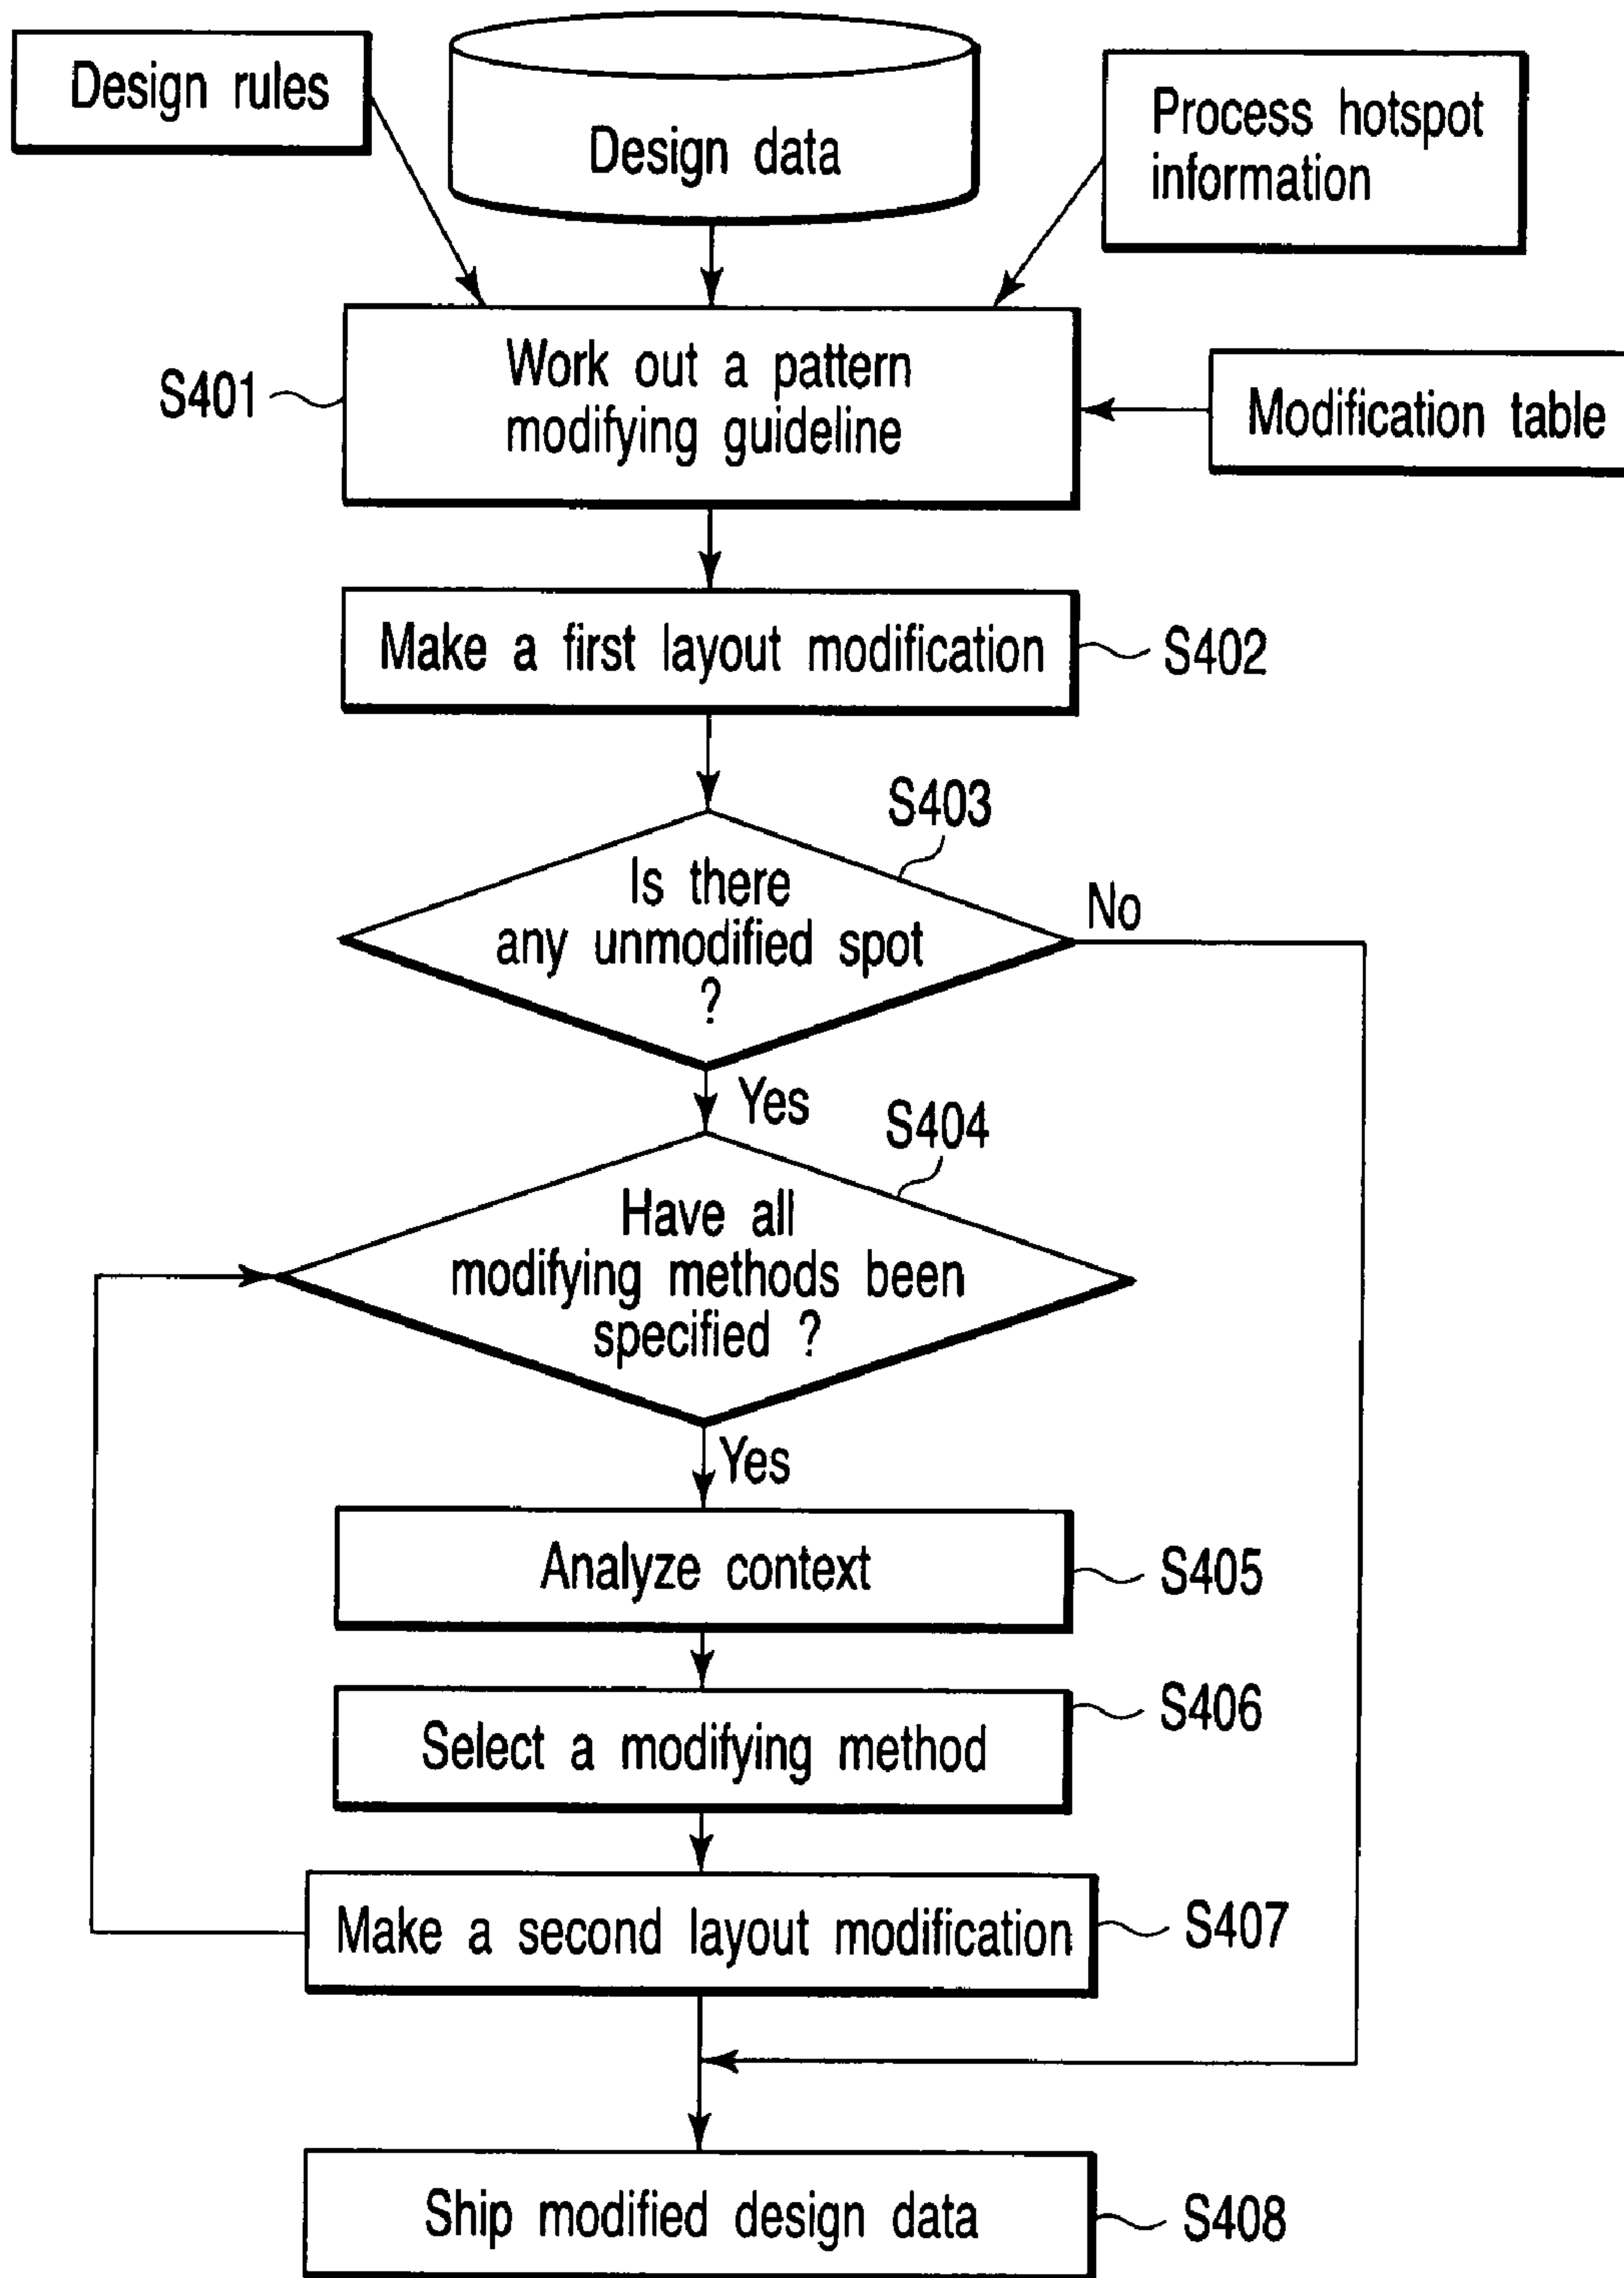 Design rules
Design data
Process hotspot
information
Work out a pattern
modifying guideline
S401
Modification table
Make a first layout modification
S402
S403
Is there
any unmodified spot
?
No
Yes
S404
Have all
modifying methods been
specified ?
Yes
Analyze context
S405
Select a modifying method
S406
Make a second layout modification
S407
Ship modified design data
S408